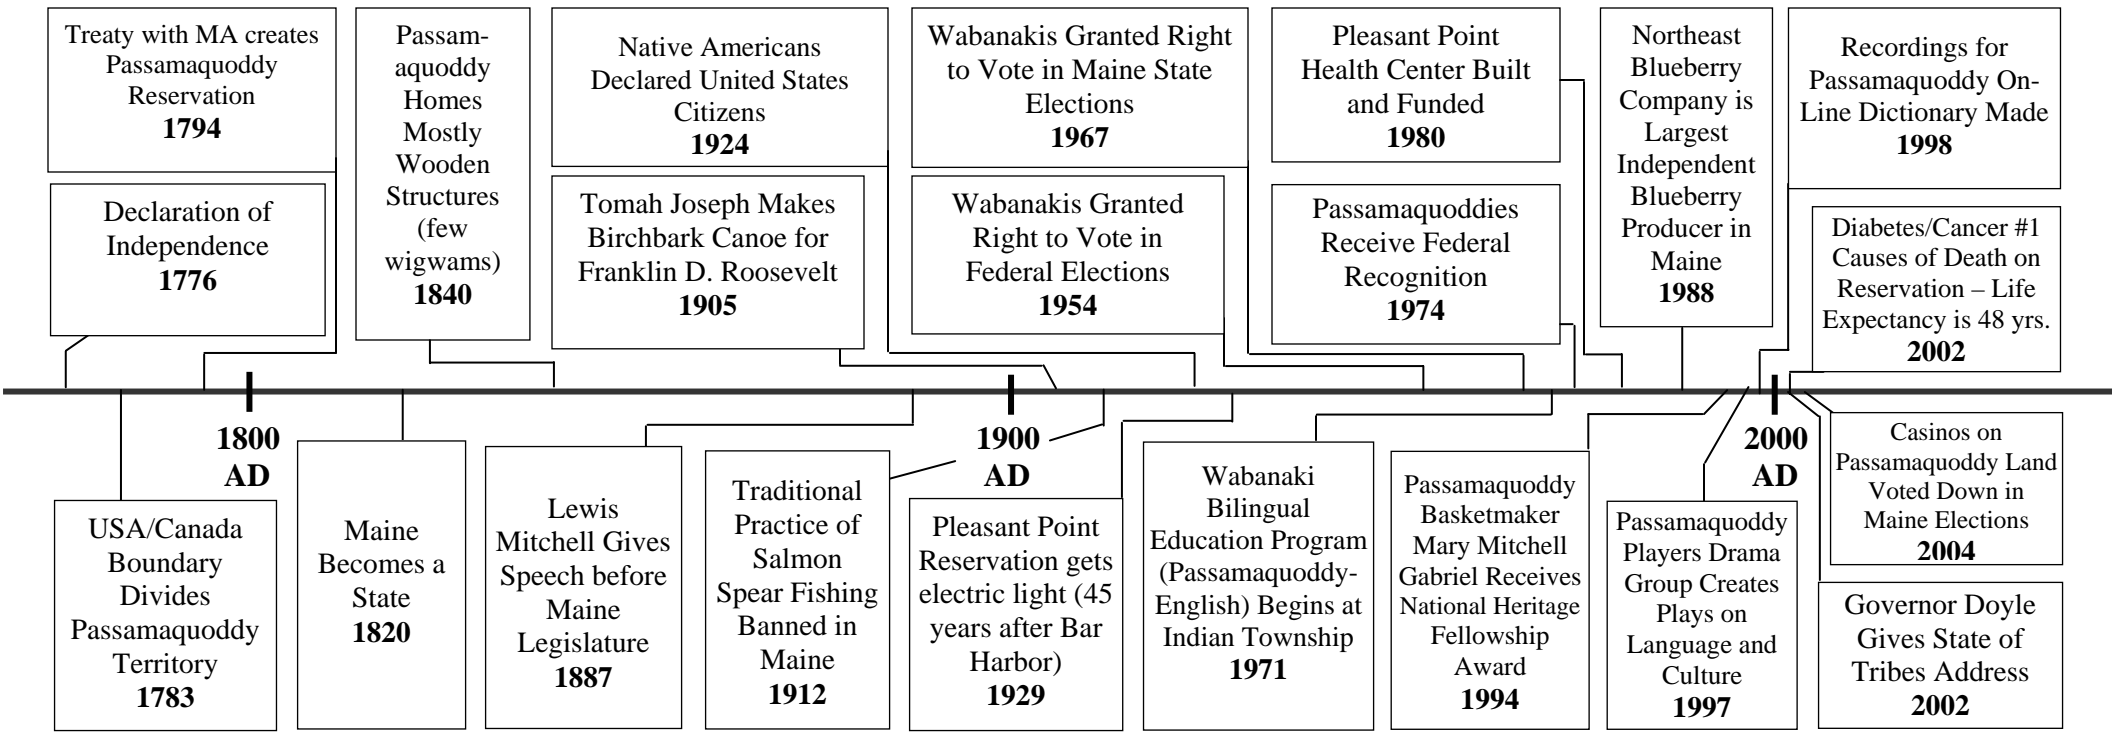 Treaty with MA creates
Passamaquoddy
Reservation
1794
Declaration of
Independence
1776
Passam-
aquoddy
Homes
Mostly
Wooden
Structures
(few
wigwams)
1840
Native Americans
Declared United States
Citizens
1924
Tomah Joseph Makes
Birchbark Canoe for
Franklin D. Roosevelt
1905
Wabanakis Granted Right
to Vote in Maine State
Elections
1967
Wabanakis Granted
Right to Vote in
Federal Elections
1954
Pleasant Point
Health Center Built
and Funded
1980
Passamaquoddies
Receive Federal
Recognition
1974
Northeast
Blueberry
Company is
Largest
Independent
Blueberry
Producer in
Maine
1988
Recordings for
Passamaquoddy On-
Line Dictionary Made
1998
Diabetes/Cancer #1
Causes of Death on
Reservation – Life
Expectancy is 48 yrs.
2002
1800
AD
1900
AD
2000
AD
USA/Canada
Boundary
Divides
Passamaquoddy
Territory
1783
Maine
Becomes a
State
1820
Lewis
Mitchell Gives
Speech before
Maine
Legislature
1887
Traditional
Practice of
Salmon
Spear Fishing
Banned in
Maine
1912
Pleasant Point
Reservation gets
electric light (45
years after Bar
Harbor)
1929
Wabanaki
Bilingual
Education Program
(Passamaquoddy-
English) Begins at
Indian Township
1971
Passamaquoddy
Basketmaker
Mary Mitchell
Gabriel Receives
National Heritage
Fellowship
Award
1994
Passamaquoddy
Players Drama
Group Creates
Plays on
Language and
Culture
1997
Casinos on
Passamaquoddy Land
Voted Down in
Maine Elections
2004
Governor Doyle
Gives State of
Tribes Address
2002